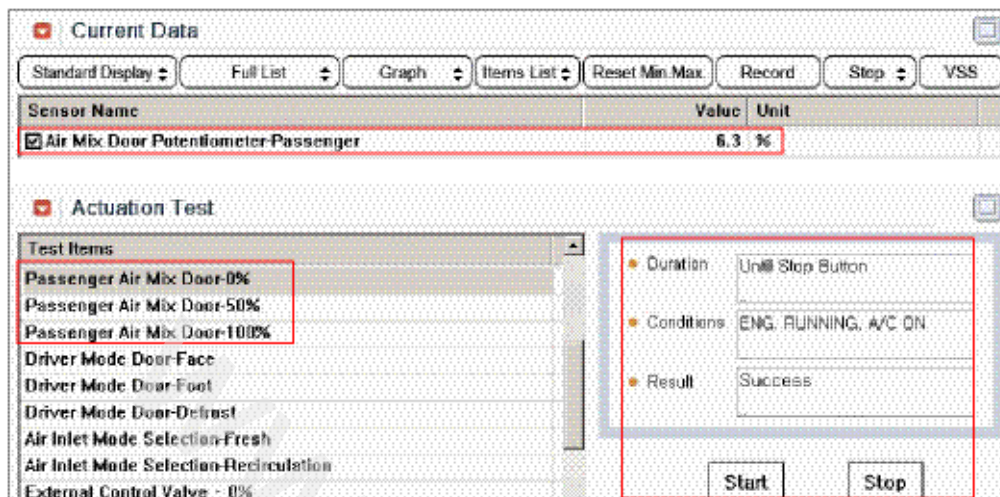 Current Data
Standard Display Full List Graph Items List Reset Min.Max. Record Stop VSS
Sensor Name Value Unit
Air Mix Door Potentiometer-Passenger 6.3 %
Actuation Test
Test Items
Passenger Air Mix Door-0%
Passenger Air Mix Door-50%
Passenger Air Mix Door-100%
Driver Mode Door-Face
Driver Mode Door-Foot
Driver Mode Door-Defrost
Air Inlet Mode Selection-Fresh
Air Inlet Mode Selection-Recirculation
External Control Valve - 0%
Duration Until Stop Button
Conditions ENG. RUNNING, A/C ON
Result Success
Start Stop